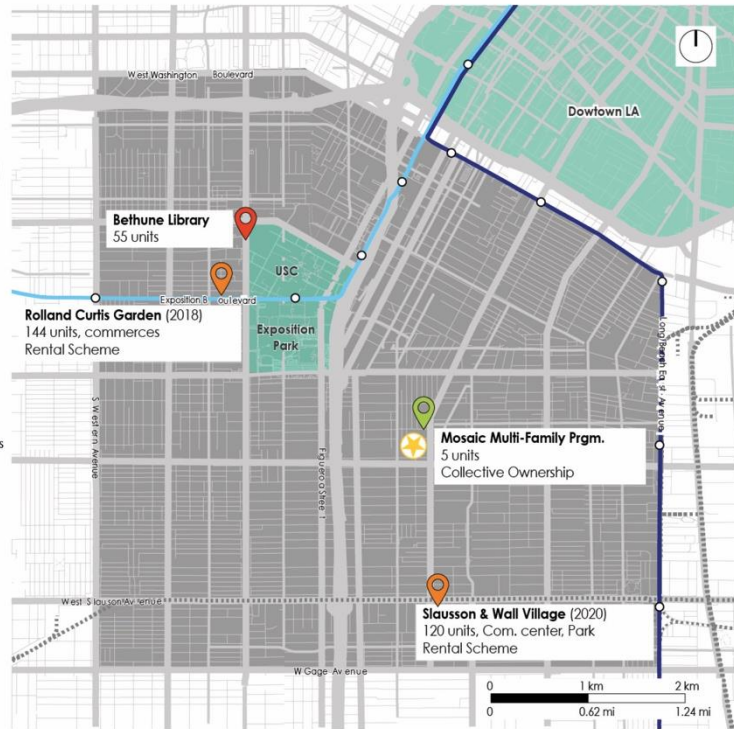 West Washington Boulevard
Dowtown LA
Bethune Library
55 units
USC
Exposition Boulevard
Rolland Curtis Garden (2018)
144 units, commerces
Rental Scheme
Exposition
Park
Long Beach East Avenue
S Western Avenue
Figueroa Street
s
Mosaic Multi-Family Prgm.
5 units
Collective Ownership
West Slauson Avenue
Slausson & Wall Village (2020)
120 units, Com. center, Park
Rental Scheme
W Gage Avenue
0 1 km 2 km
0 0.62 mi 1.24 mi